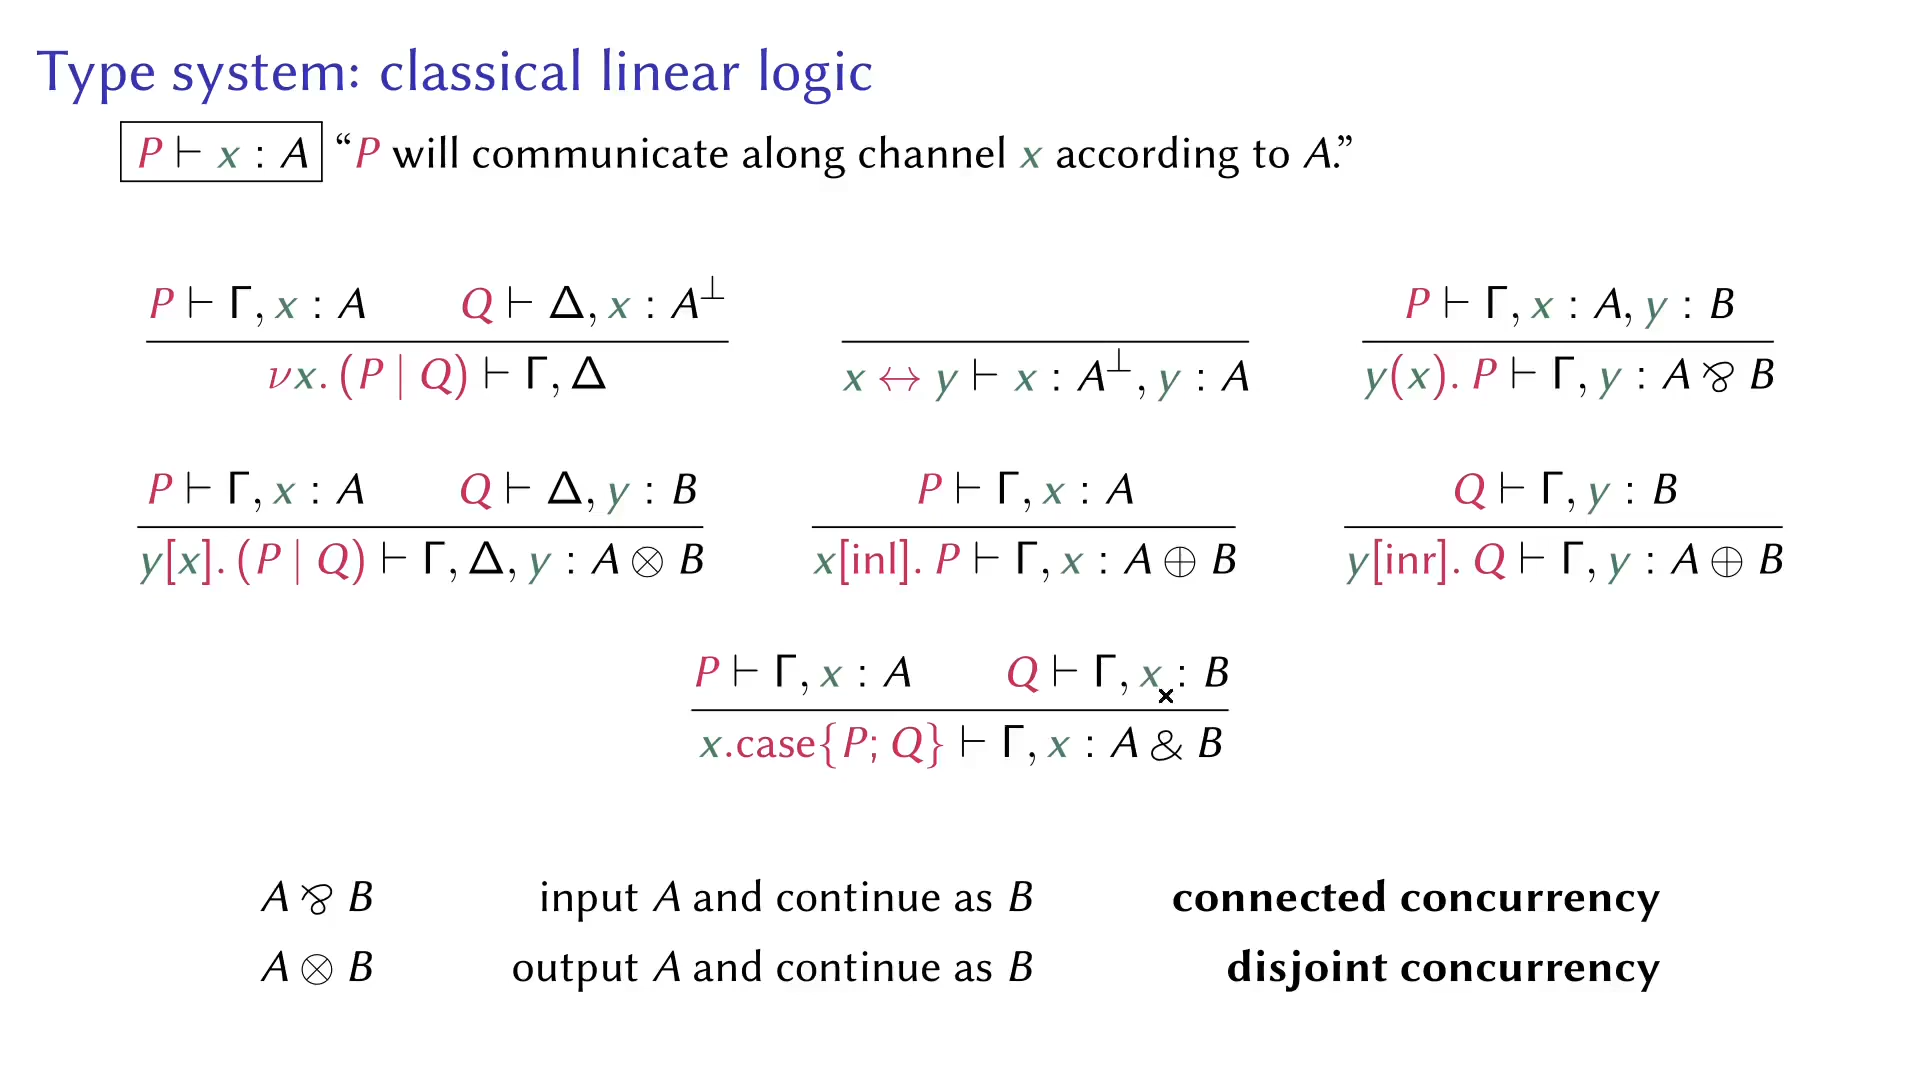 Type system: classical linear logic
P ⊢ x : A “P will communicate along channel x according to A.”
P ⊢ Γ, x : A Q ⊢ Δ, x : A⊥ P ⊢ Γ, x : A, y : B
νx. (P | Q) ⊢ Γ, Δ x ↔ y ⊢ x : A⊥, y : A y(x). P ⊢ Γ, y : A ⅋ B
P ⊢ Γ, x : A Q ⊢ Δ, y : B P ⊢ Γ, x : A Q ⊢ Γ, y : B
y[x]. (P | Q) ⊢ Γ, Δ, y : A ⊗ B x[inl]. P ⊢ Γ, x : A ⊕ B y[inr]. Q ⊢ Γ, y : A ⊕ B
P ⊢ Γ, x : A Q ⊢ Γ, x : B
x.case{P; Q} ⊢ Γ, x : A & B
A ⅋ B input A and continue as B connected concurrency
A ⊗ B output A and continue as B disjoint concurrency